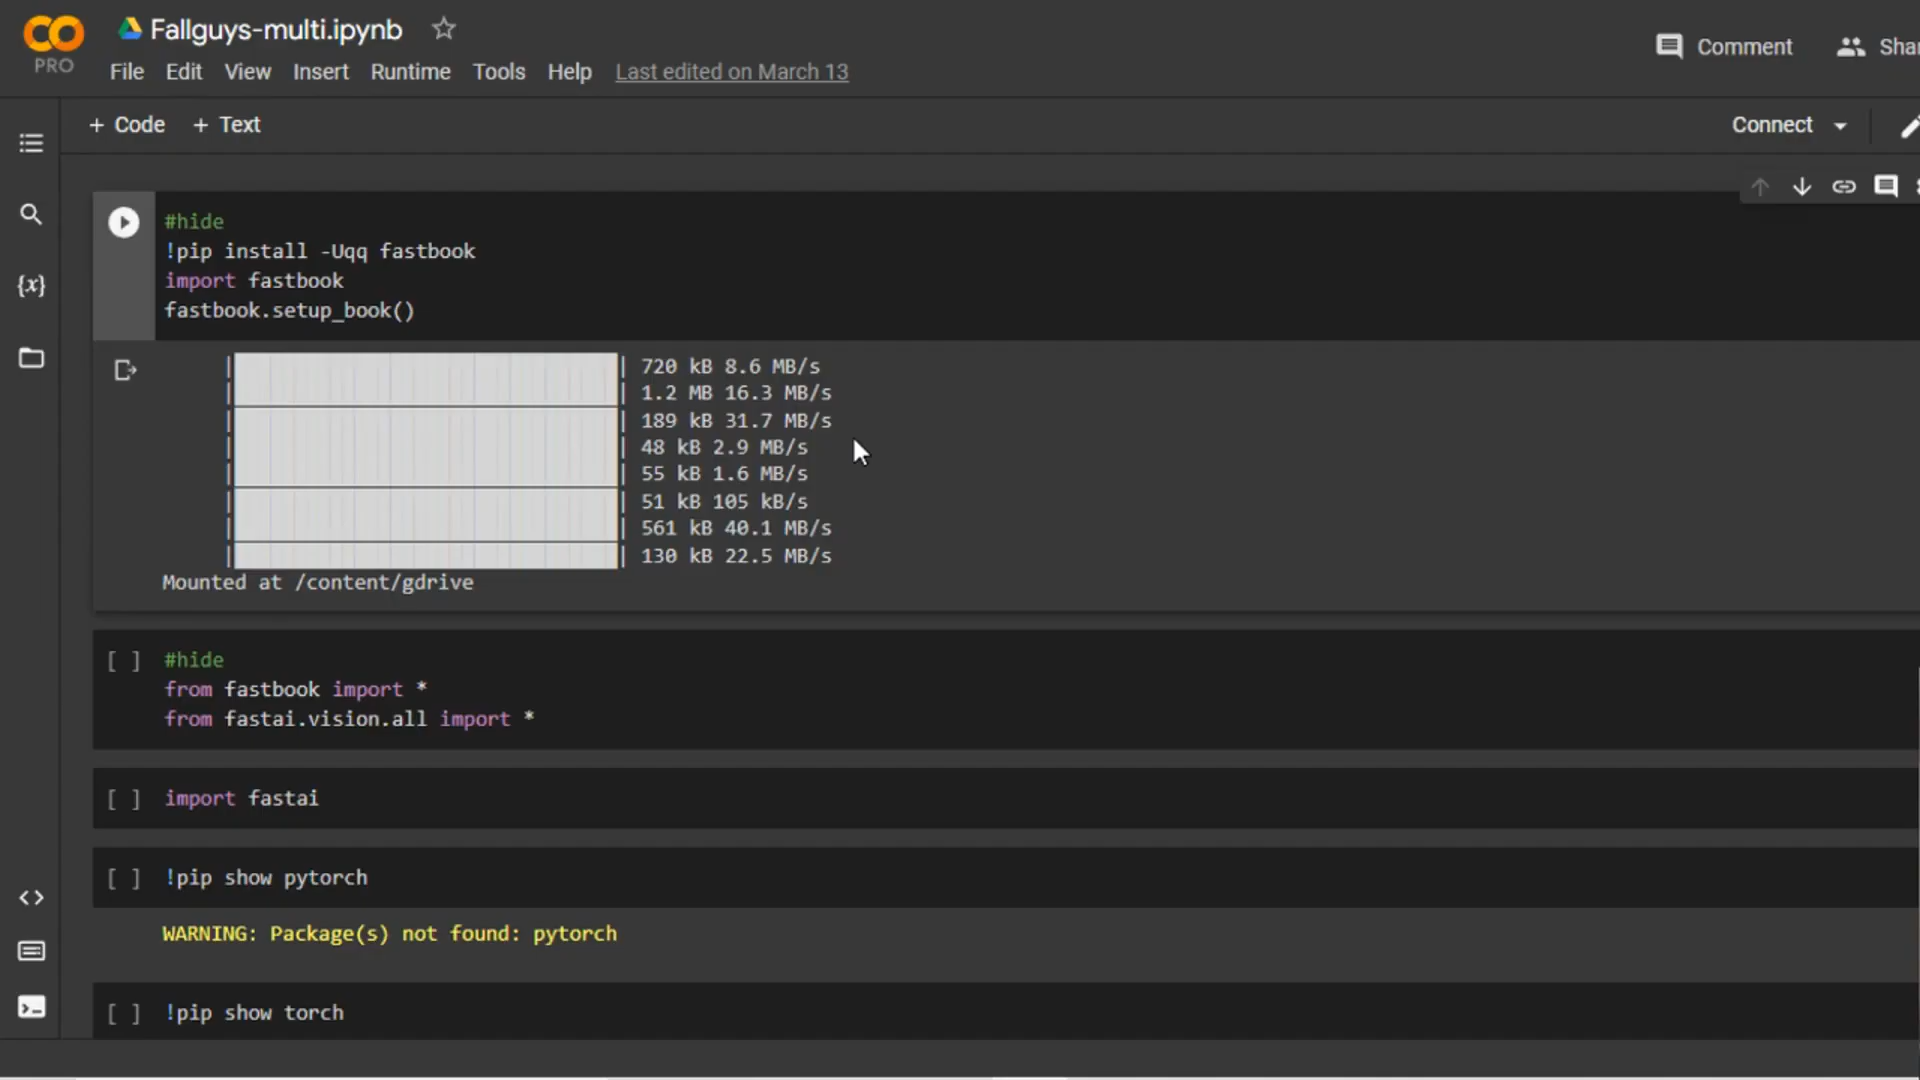 Fallguys-multi.ipynb
PRO
File Edit View Insert Runtime Tools Help Last edited on March 13
Comment
+ Code + Text
Connect
{x}
#hide
!pip install -Uqq fastbook
import fastbook
fastbook.setup_book()
720 kB 8.6 MB/s
1.2 MB 16.3 MB/s
189 kB 31.7 MB/s
48 kB 2.9 MB/s
55 kB 1.6 MB/s
51 kB 105 kB/s
561 kB 40.1 MB/s
130 kB 22.5 MB/s
Mounted at /content/gdrive
[ ] #hide
from fastbook import *
from fastai.vision.all import *
[ ] import fastai
[ ] !pip show pytorch
WARNING: Package(s) not found: pytorch
[ ] !pip show torch